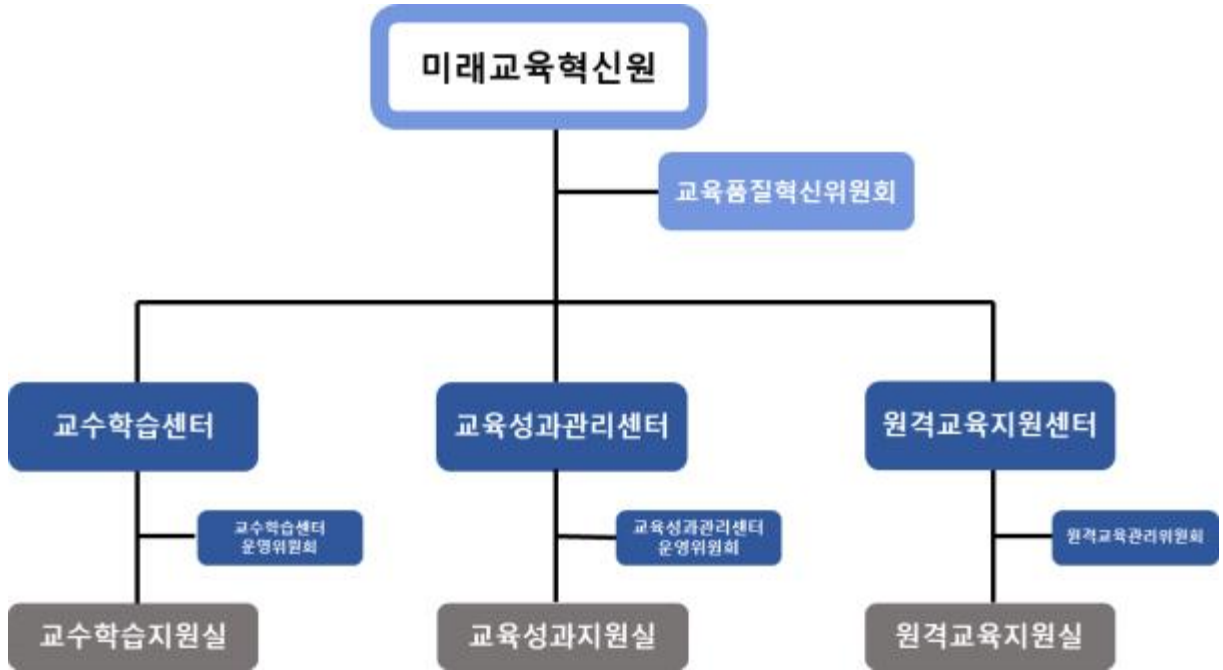 미래교육혁신원
교육품질혁신위원회
교수학습센터
교육성과관리센터
원격교육지원센터
교수학습센터
운영위원회
교육성과관리센터
운영위원회
원격교육관리위원회
교수학습지원실
교육성과지원실
원격교육지원실